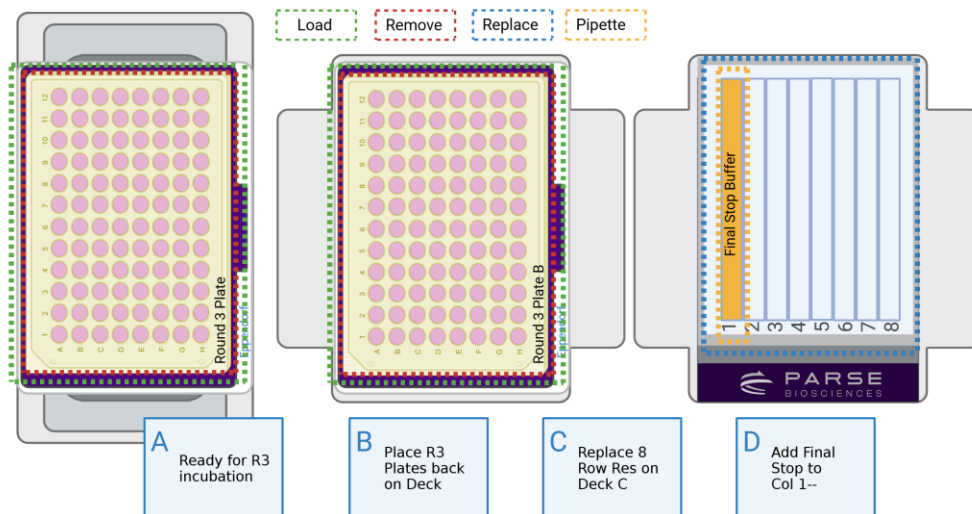 Load
Remove
Replace
Pipette
12
11
10
9
8
7
6
5
4
3
2
1
A B C D E F G H
Round 3 Plate
Eppendorf
12
11
10
9
8
7
6
5
4
3
2
1
A B C D E F G H
Round 3 Plate B
Eppendorf
Final Stop Buffer
1 2 3 4 5 6 7 8
PARSE
BIOSCIENCES
A
Ready for R3
incubation
B
Place R3
Plates back
on Deck
C
Replace 8
Row Res on
Deck C
D
Add Final
Stop to
Col 1--